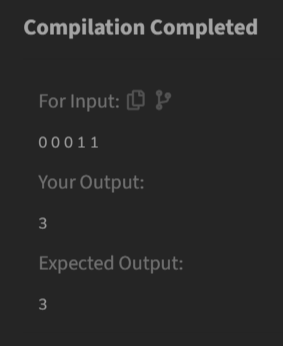 Compilation Completed
For Input:
0 0 0 1 1
Your Output:
3
Expected Output:
3